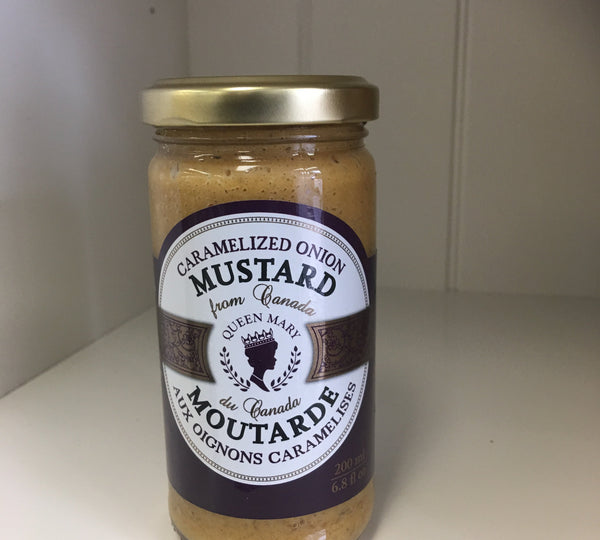 CARAMELIZED ONION
MUSTARD
from Canada
QUEEN MARY
du Canada
MOUTARDE
AUX OIGNONS CARAMELISES
200 ml
6.8 fl oz